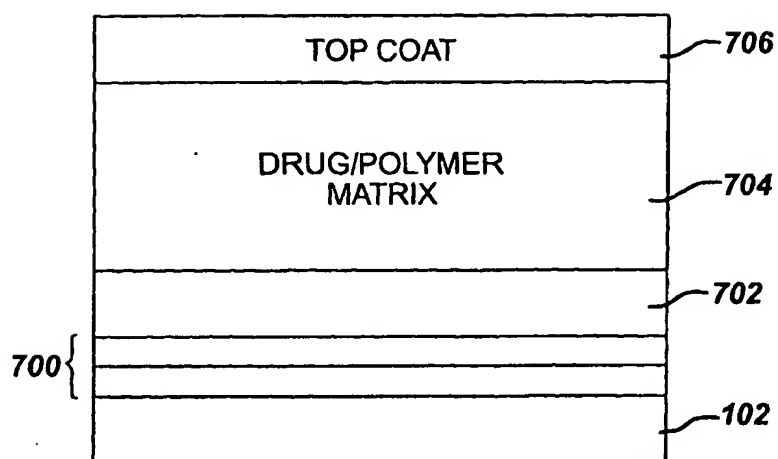 TOP COAT
706
DRUG/POLYMER
MATRIX
704
702
700
102